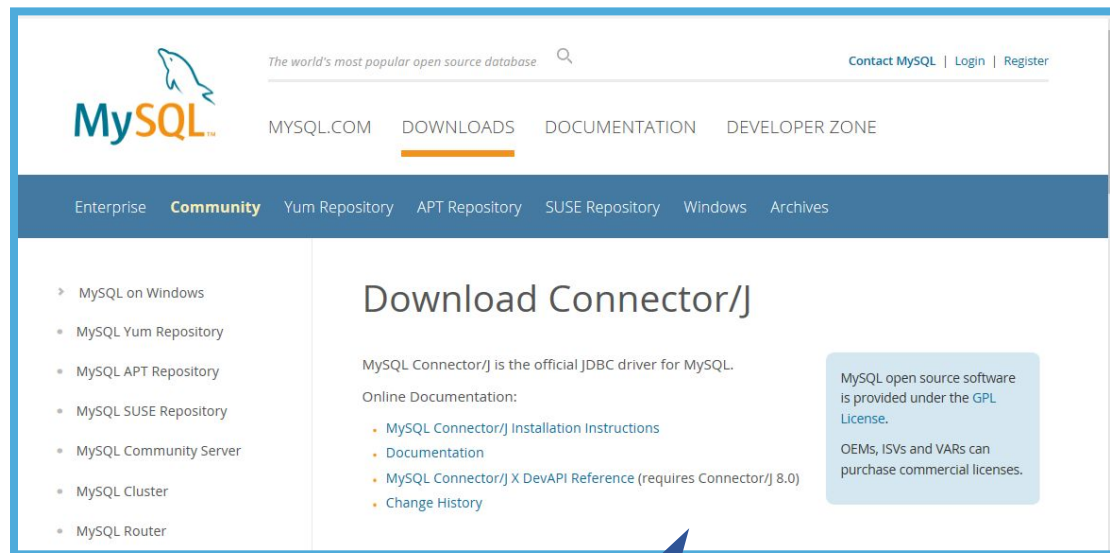 The world's most popular open source database
Contact MySQL | Login | Register
MySQL™
MYSQL.COM DOWNLOADS DOCUMENTATION DEVELOPER ZONE
Enterprise Community Yum Repository APT Repository SUSE Repository Windows Archives
MySQL on Windows
MySQL Yum Repository
MySQL APT Repository
MySQL SUSE Repository
MySQL Community Server
MySQL Cluster
MySQL Router
Download Connector/J
MySQL Connector/J is the official JDBC driver for MySQL.
Online Documentation:
MySQL Connector/J Installation Instructions
Documentation
MySQL Connector/J X DevAPI Reference (requires Connector/J 8.0)
Change History
MySQL open source software
is provided under the GPL
License.
OEMs, ISVs and VARs can
purchase commercial licenses.